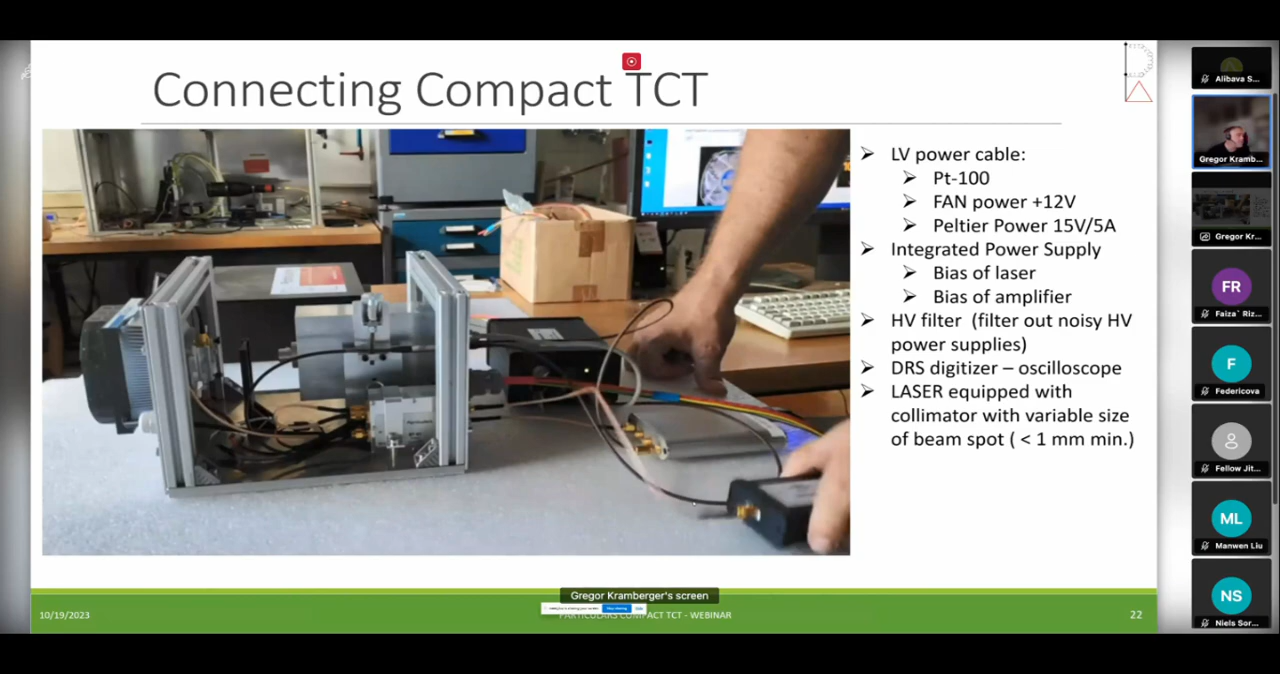 Connecting Compact TCT
LV power cable:
Pt-100
FAN power +12V
Peltier Power 15V/5A
Integrated Power Supply
Bias of laser
Bias of amplifier
HV filter (filter out noisy HV
power supplies)
DRS digitizer – oscilloscope
LASER equipped with
collimator with variable size
of beam spot ( < 1 mm min.)
Gregor Kramberger's screen
10/19/2023
PARTICULARS COMPACT TCT - WEBINAR
22
Alibava S...
Gregor Kramb...
Gregor Kr...
FR
Faiza` Riz...
F
Federicova
Fellow Jit...
ML
Manwen Liu
NS
Niels Sor...